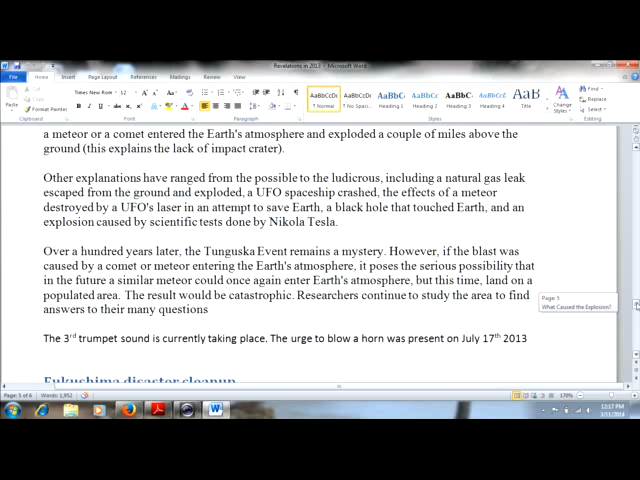 Revelations in 2013 - Microsoft Word
File Home Insert Page Layout References Mailings Review View
Times New Rom 12
Paste
Format Painter
AaBbCcDc AaBbCcDc AaBbC AaBbCc AaBbCc AaBbCc AaB
Normal No Spaci... Heading 1 Heading 2 Heading 3 Heading 4 Title
Change Styles
Find
Replace
Select
Clipboard Font Paragraph Styles Editing
a meteor or a comet entered the Earth's atmosphere and exploded a couple of miles above the
ground (this explains the lack of impact crater).
Other explanations have ranged from the possible to the ludicrous, including a natural gas leak
escaped from the ground and exploded, a UFO spaceship crashed, the effects of a meteor
destroyed by a UFO's laser in an attempt to save Earth, a black hole that touched Earth, and an
explosion caused by scientific tests done by Nikola Tesla.
Over a hundred years later, the Tunguska Event remains a mystery. However, if the blast was
caused by a comet or meteor entering the Earth's atmosphere, it poses the serious possibility that
in the future a similar meteor could once again enter Earth's atmosphere, but this time, land on a
populated area. The result would be catastrophic. Researchers continue to study the area to find
answers to their many questions
Page: 5
What Caused the Explosion?
The 3rd trumpet sound is currently taking place. The urge to blow a horn was present on July 17th 2013
Fukushima disaster cleanup
Page: 5 of 6 Words: 1,952
170%
12:17 PM
3/11/2014